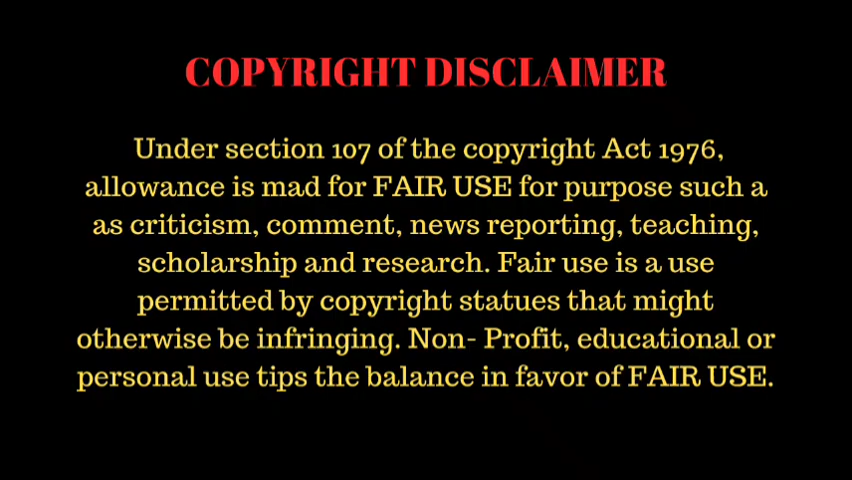 COPYRIGHT DISCLAIMER
Under section 107 of the copyright Act 1976,
allowance is mad for FAIR USE for purpose such a
as criticism, comment, news reporting, teaching,
scholarship and research. Fair use is a use
permitted by copyright statues that might
otherwise be infringing. Non- Profit, educational or
personal use tips the balance in favor of FAIR USE.